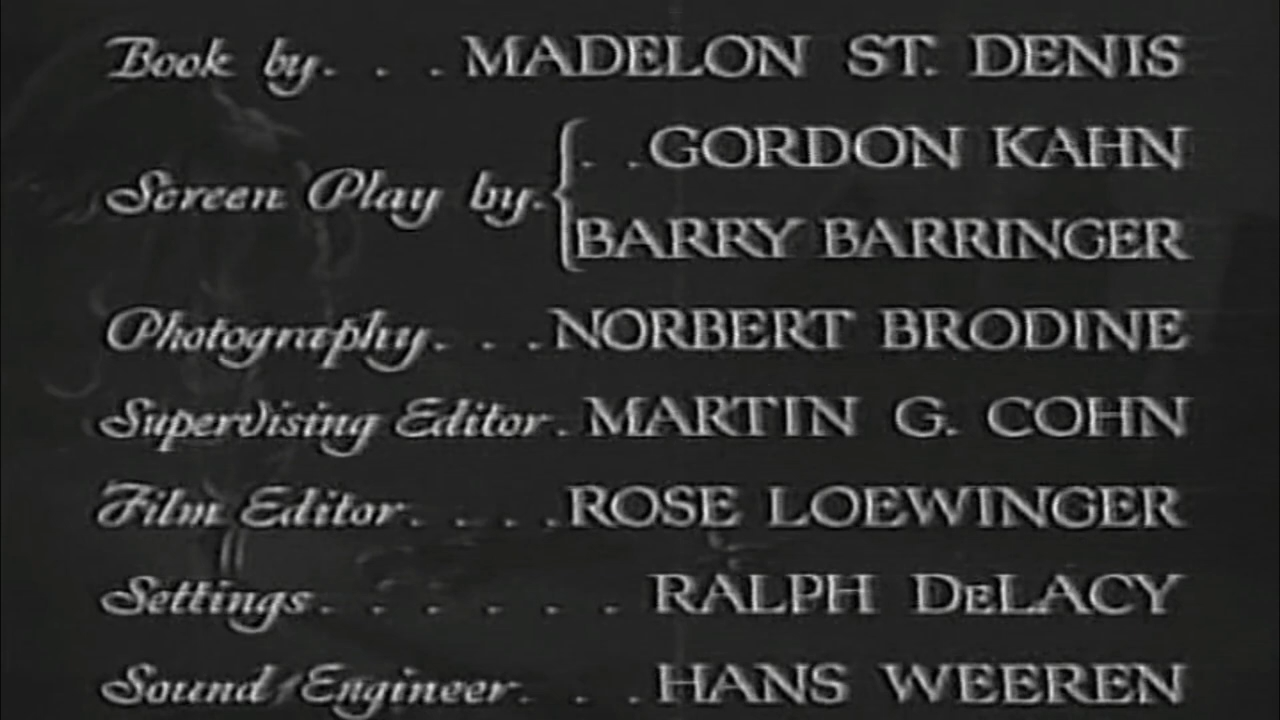 Book by. . . MADELON ST. DENIS
. . GORDON KAHN
Screen Play by.
BARRY BARRINGER
Photography. . . . NORBERT BRODINE
Supervising Editor. MARTIN G. COHN
Film Editor. . . . . ROSE LOEWINGER
Settings. . . . . . . RALPH DeLACY
Sound Engineer. . . . HANS WEEREN